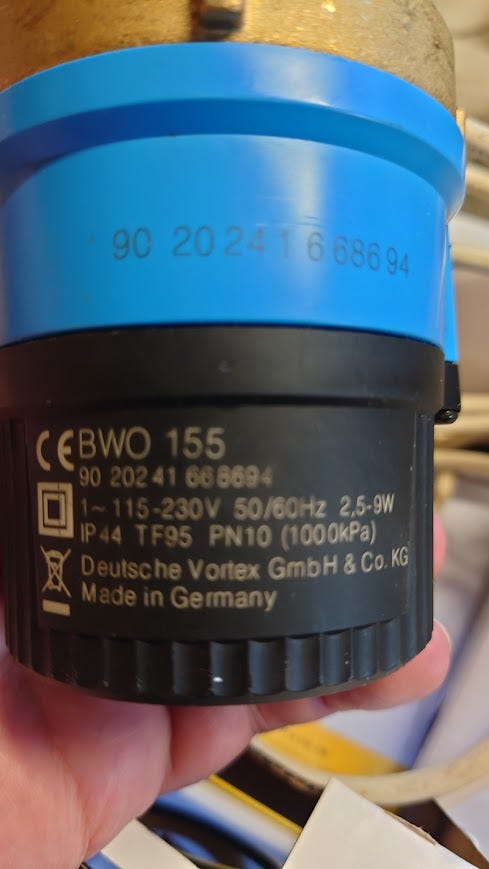 90 20241 668694
CE BWO 155
90 20241 668694
1~ 115-230V 50/60Hz 2,5-9W
IP44 TF95 PN10 (1000kPa)
Deutsche Vortex GmbH & Co. KG
Made in Germany